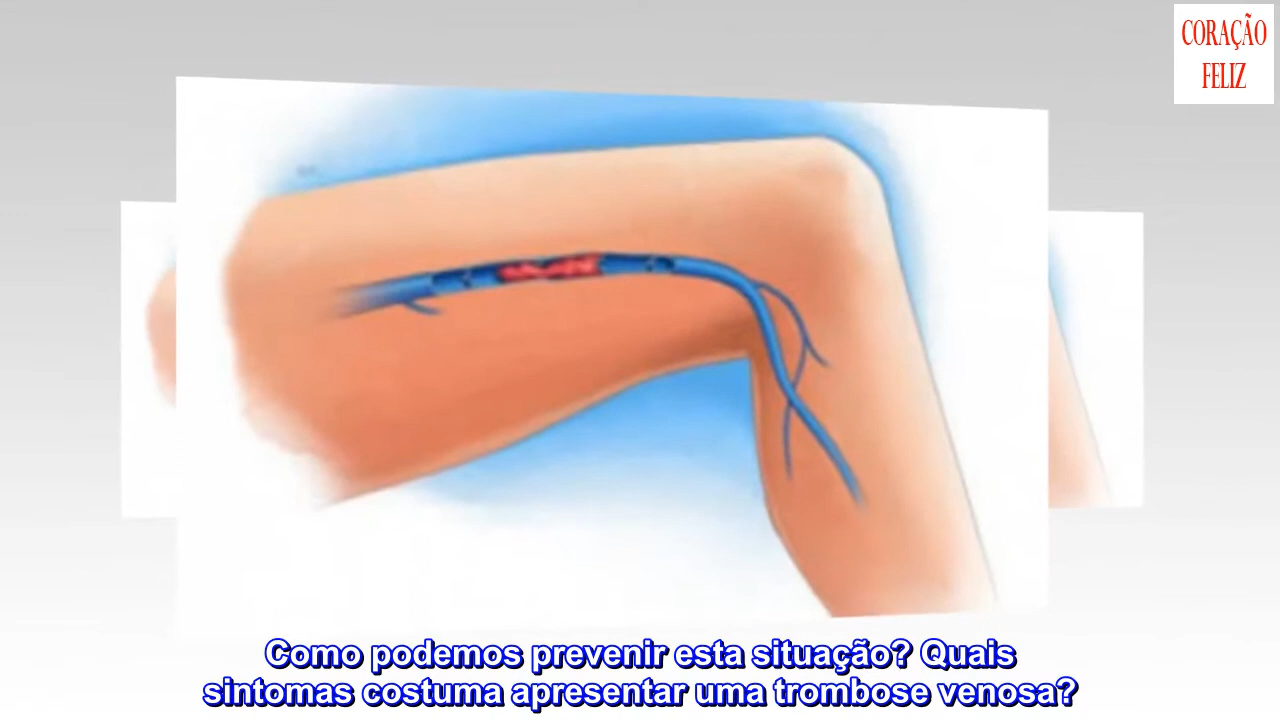 CORAÇÃO
FELIZ
Como podemos prevenir esta situação? Quais
sintomas costuma apresentar uma trombose venosa?